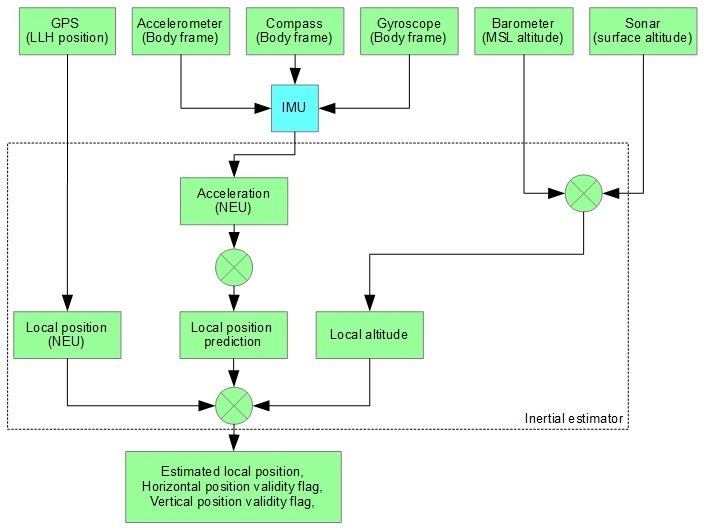 GPS
(LLH position)
Accelerometer
(Body frame)
Compass
(Body frame)
Gyroscope
(Body frame)
Barometer
(MSL altitude)
Sonar
(surface altitude)
IMU
Acceleration
(NEU)
Local position
(NEU)
Local position
prediction
Local altitude
Inertial estimator
Estimated local position,
Horizontal position validity flag,
Vertical position validity flag,